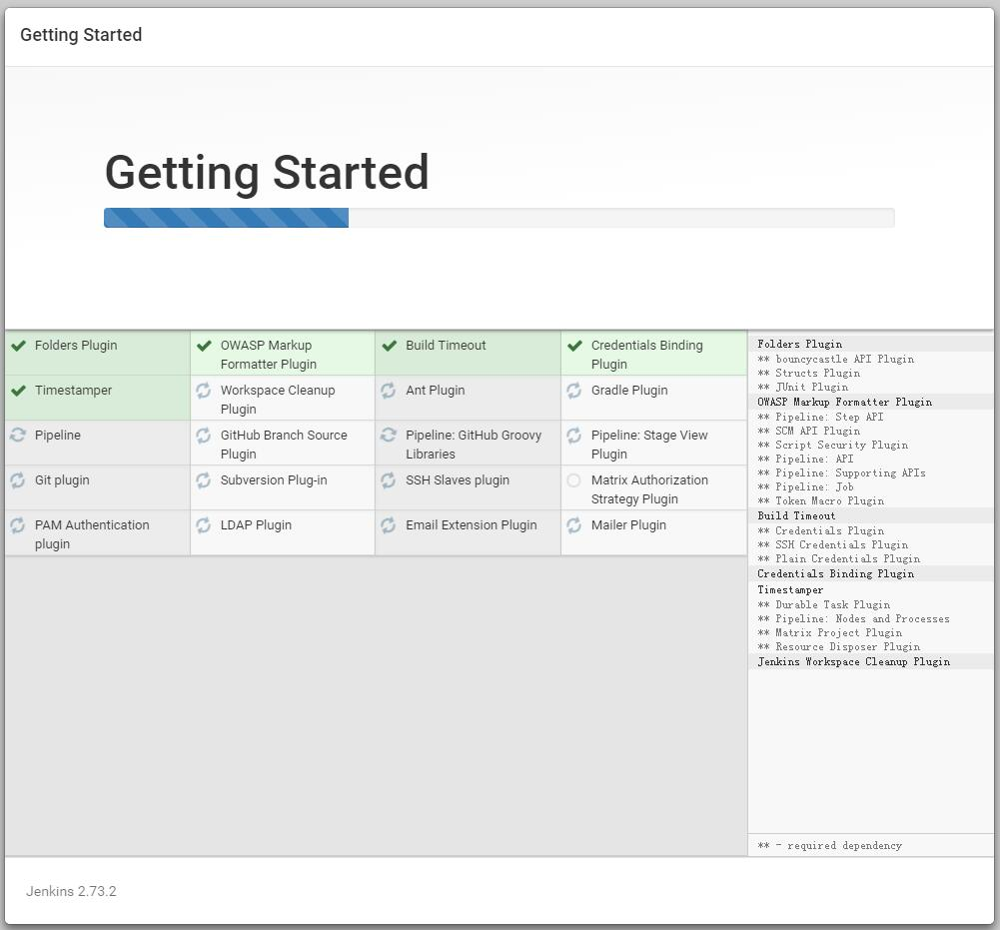 Getting Started
Getting Started
Folders Plugin
OWASP Markup
Formatter Plugin
Build Timeout
Credentials Binding
Plugin
Timestamper
Workspace Cleanup
Plugin
Ant Plugin
Gradle Plugin
Pipeline
GitHub Branch Source
Plugin
Pipeline: GitHub Groovy
Libraries
Pipeline: Stage View
Plugin
Git plugin
Subversion Plug-in
SSH Slaves plugin
Matrix Authorization
Strategy Plugin
PAM Authentication
plugin
LDAP Plugin
Email Extension Plugin
Mailer Plugin
Folders Plugin
** bouncycastle API Plugin
** Structs Plugin
** JUnit Plugin
OWASP Markup Formatter Plugin
** Pipeline: Step API
** SCM API Plugin
** Script Security Plugin
** Pipeline: API
** Pipeline: Supporting APIs
** Pipeline: Job
** Token Macro Plugin
Build Timeout
** Credentials Plugin
** SSH Credentials Plugin
** Plain Credentials Plugin
Credentials Binding Plugin
Timestamper
** Durable Task Plugin
** Pipeline: Nodes and Processes
** Matrix Project Plugin
** Resource Disposer Plugin
Jenkins Workspace Cleanup Plugin
** - required dependency
Jenkins 2.73.2